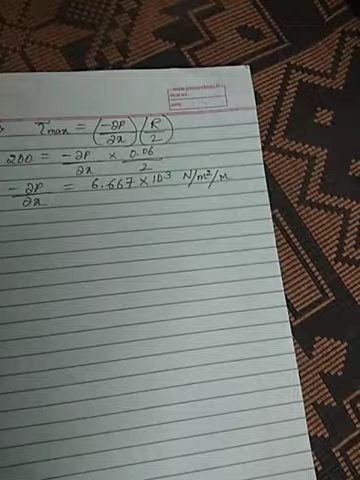 τmax = (-∂P/∂x) (R/2)
200 = -∂P/∂x × 0.06/2
-∂P/∂x = 6.667 × 10³ N/m²/m